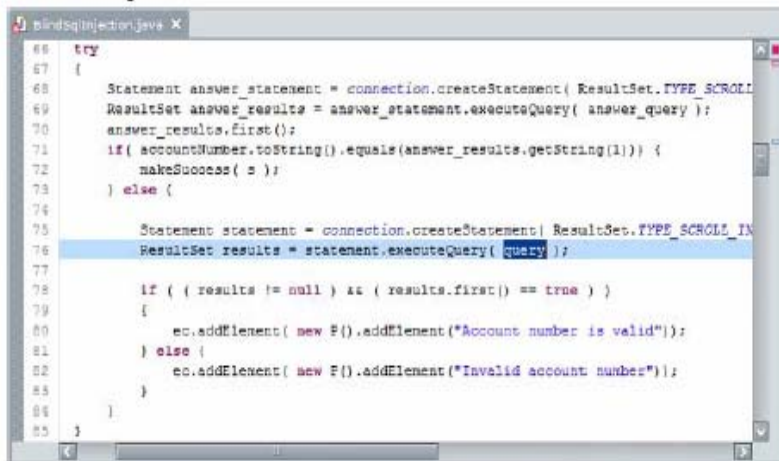 BlindSqlInjection.java X
66 try
67 {
68 Statement answer_statement = connection.createStatement( ResultSet.TYPE_SCROLL
69 ResultSet answer_results = answer_statement.executeQuery( answer_query );
70 answer_results.first();
71 if( accountNumber.toString().equals(answer_results.getString(1))) {
72 makeSuccess( s );
73 } else {
74
75 Statement statement = connection.createStatement( ResultSet.TYPE_SCROLL_IN
76 ResultSet results = statement.executeQuery( query );
77
78 if ( ( results != null ) && ( results.first() == true ) )
79 {
80 ec.addElement( new P().addElement("Account number is valid"));
81 } else {
82 ec.addElement( new P().addElement("Invalid account number"));
83 }
84 }
85 }